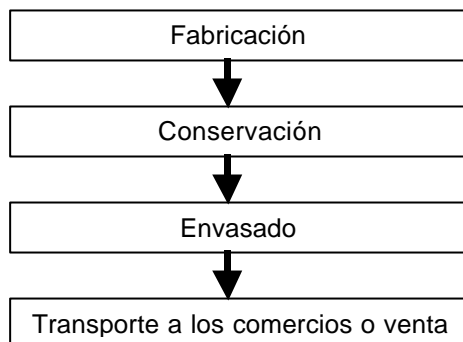 Fabricación
Conservación
Envasado
Transporte a los comercios o venta